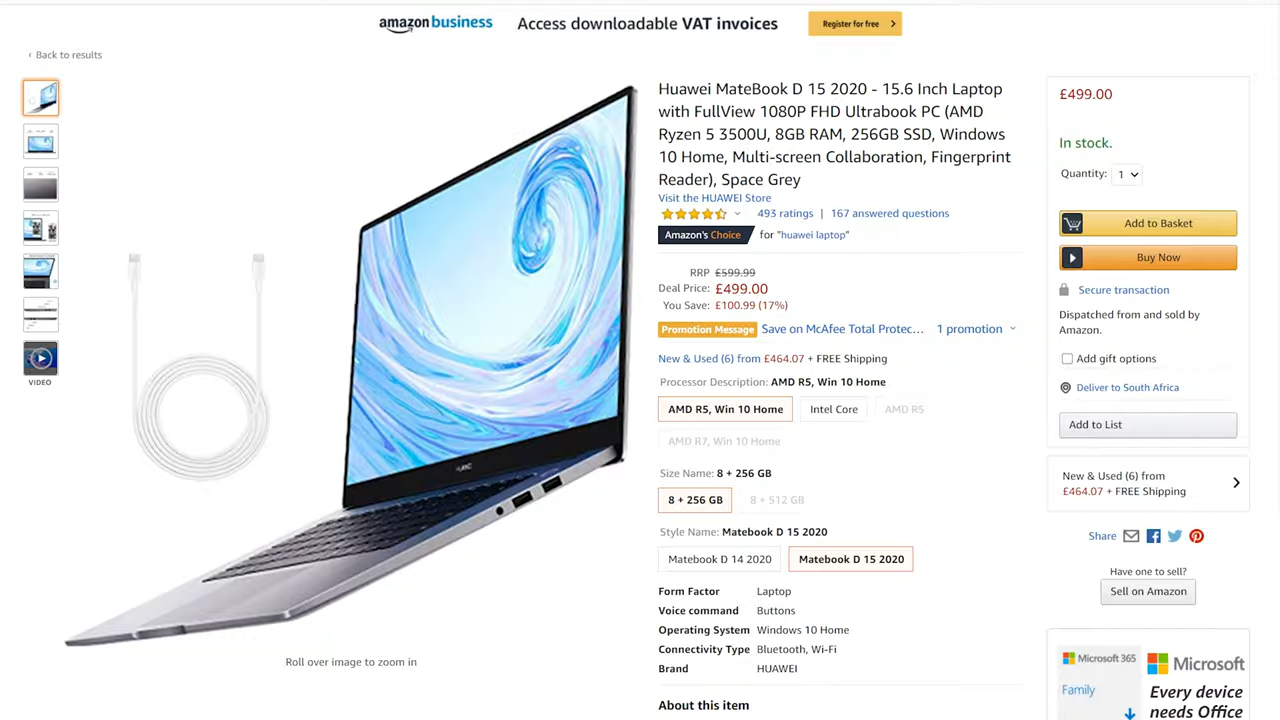 amazon business Access downloadable VAT invoices Register for free
‹ Back to results
VIDEO
HUAWEI
Roll over image to zoom in
Huawei MateBook D 15 2020 - 15.6 Inch Laptop
with FullView 1080P FHD Ultrabook PC (AMD
Ryzen 5 3500U, 8GB RAM, 256GB SSD, Windows
10 Home, Multi-screen Collaboration, Fingerprint
Reader), Space Grey
Visit the HUAWEI Store
493 ratings | 167 answered questions
Amazon's Choice for "huawei laptop"
RRP £599.99
Deal Price: £499.00
You Save: £100.99 (17%)
Promotion Message Save on McAfee Total Protec... 1 promotion
New & Used (6) from £464.07 + FREE Shipping
Processor Description: AMD R5, Win 10 Home
AMD R5, Win 10 Home Intel Core AMD R5
AMD R7, Win 10 Home
Size Name: 8 + 256 GB
8 + 256 GB 8 + 512 GB
Style Name: Matebook D 15 2020
Matebook D 14 2020 Matebook D 15 2020
Form Factor Laptop
Voice command Buttons
Operating System Windows 10 Home
Connectivity Type Bluetooth, Wi-Fi
Brand HUAWEI
About this item
£499.00
In stock.
Quantity: 1
Add to Basket
Buy Now
Secure transaction
Dispatched from and sold by
Amazon.
Add gift options
Deliver to South Africa
Add to List
New & Used (6) from
£464.07 + FREE Shipping
Share
Have one to sell?
Sell on Amazon
Microsoft 365 Microsoft
Family
Every device
needs Office